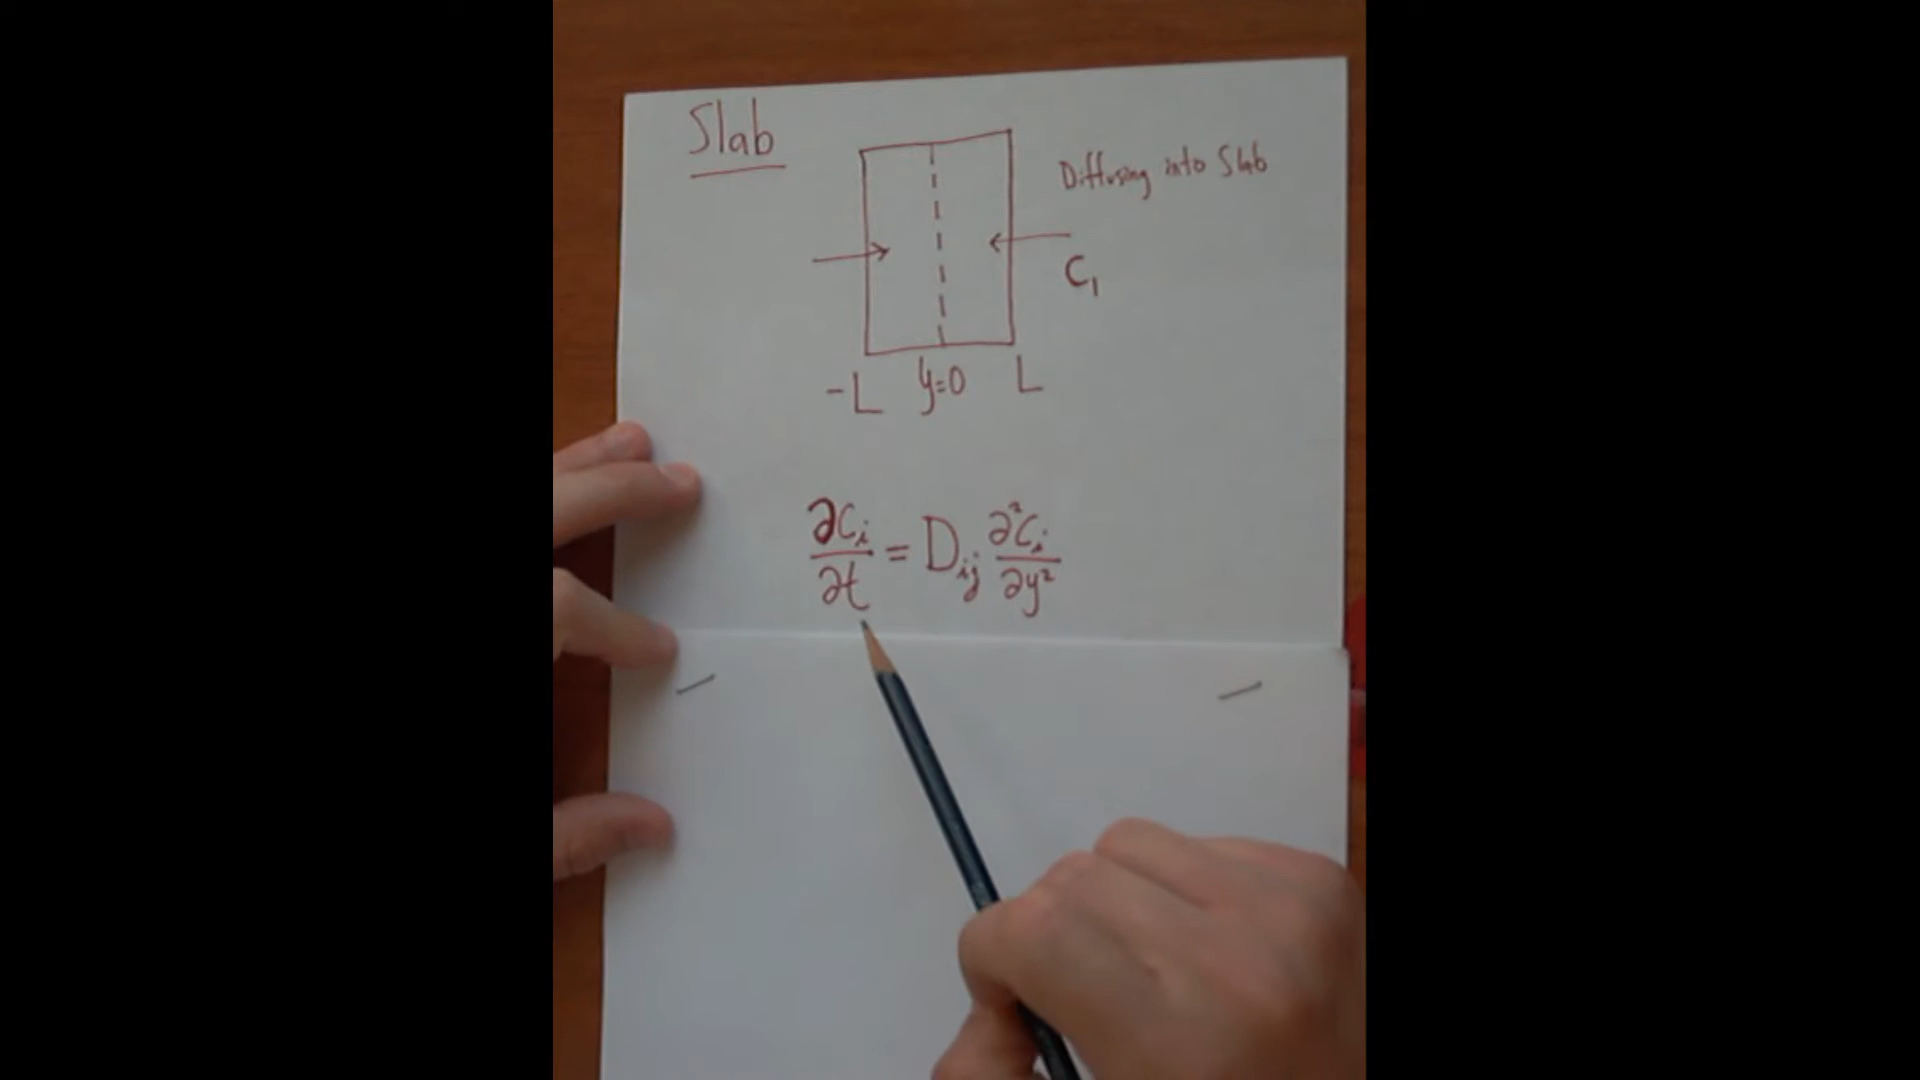 Slab
Diffusing into Slab
C₁
-L y=0 L
∂Cᵢ/∂t = Dᵢⱼ ∂²Cᵢ/∂y²